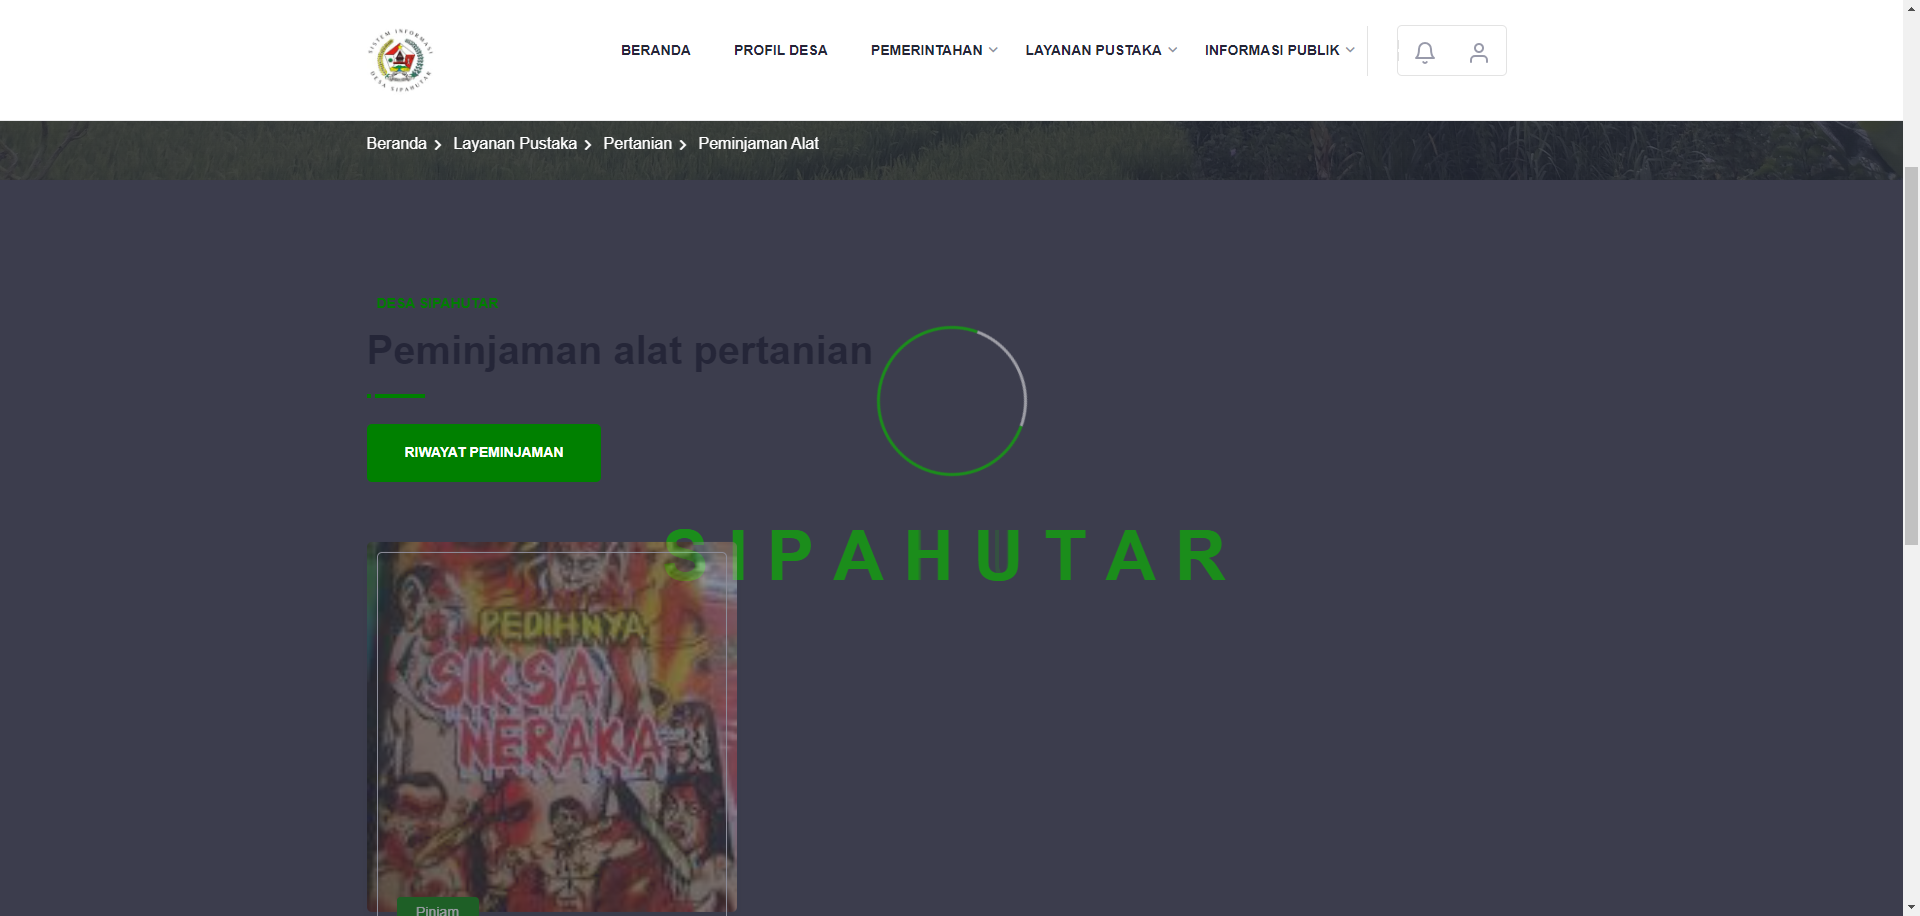 SISTEM INFORMASI
DESA SIPAHUTAR
BERANDA
PROFIL DESA
PEMERINTAHAN
LAYANAN PUSTAKA
INFORMASI PUBLIK
Beranda > Layanan Pustaka > Pertanian > Peminjaman Alat
DESA SIPAHUTAR
Peminjaman alat pertanian
RIWAYAT PEMINJAMAN
SIPAHUTAR
PEDIHNYA
SIKSA
NERAKA
Pinjam